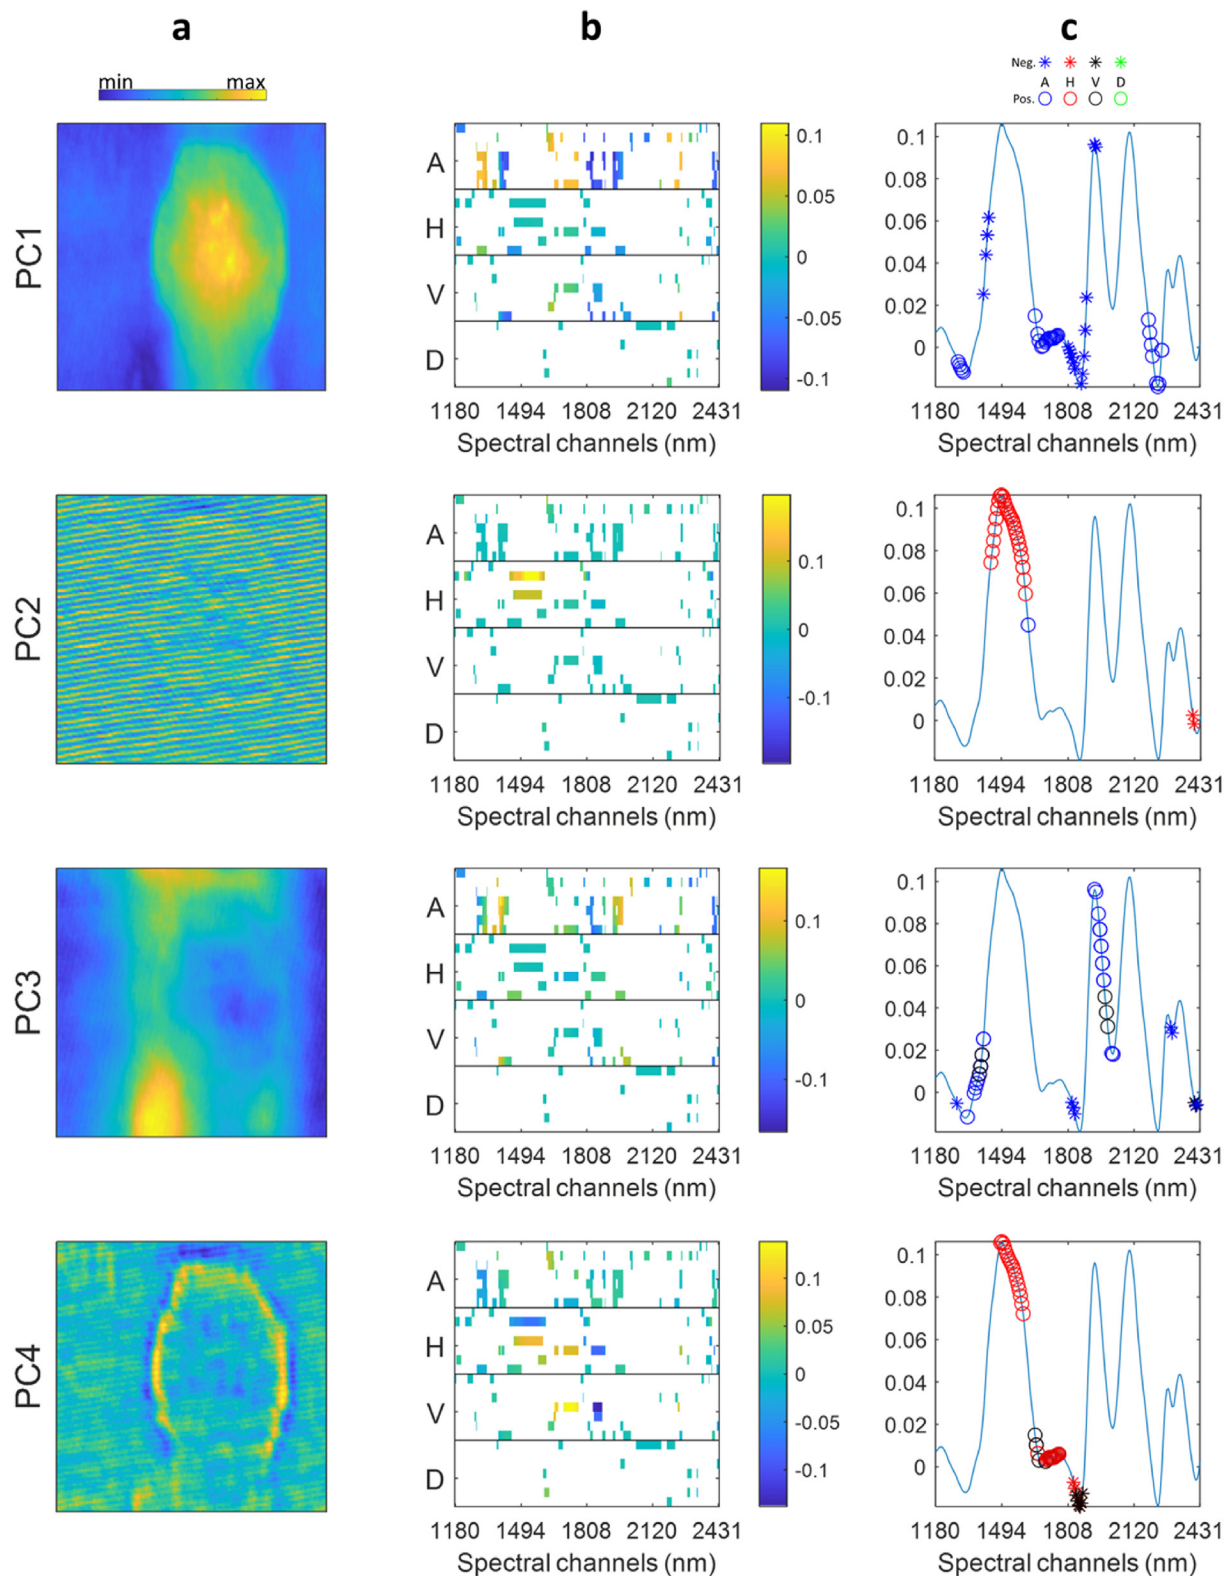 a b c
min max
Neg.
A H V D
Pos.
PC1
A
H
V
D
0.1
0.05
0
-0.05
-0.1
1180 1494 1808 2120 2431
Spectral channels (nm)
0.1
0.08
0.06
0.04
0.02
0
1180 1494 1808 2120 2431
Spectral channels (nm)
PC2
A
H
V
D
0.1
0
-0.1
1180 1494 1808 2120 2431
Spectral channels (nm)
0.1
0.08
0.06
0.04
0.02
0
1180 1494 1808 2120 2431
Spectral channels (nm)
PC3
A
H
V
D
0.1
0
-0.1
1180 1494 1808 2120 2431
Spectral channels (nm)
0.1
0.08
0.06
0.04
0.02
0
1180 1494 1808 2120 2431
Spectral channels (nm)
PC4
A
H
V
D
0.1
0.05
0
-0.05
-0.1
1180 1494 1808 2120 2431
Spectral channels (nm)
0.1
0.08
0.06
0.04
0.02
0
1180 1494 1808 2120 2431
Spectral channels (nm)